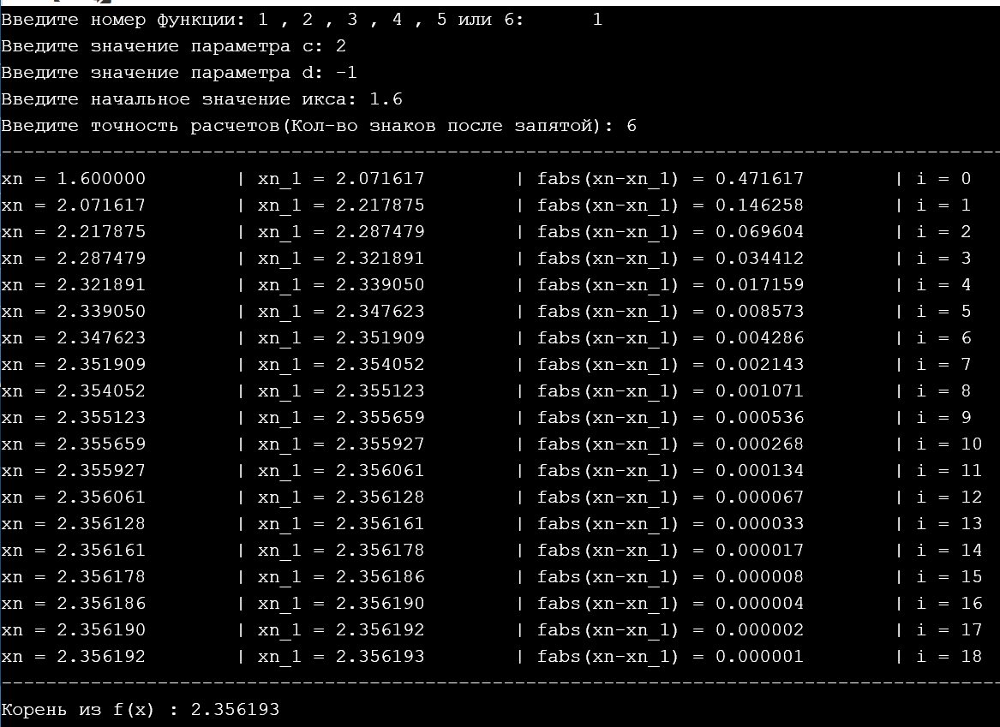 Введите номер функции: 1 , 2 , 3 , 4 , 5 или 6: 1
Введите значение параметра c: 2
Введите значение параметра d: -1
Введите начальное значение икса: 1.6
Введите точность расчетов(Кол-во знаков после запятой): 6
------------------------------------------------------------------------------------------
xn = 1.600000 | xn_1 = 2.071617 | fabs(xn-xn_1) = 0.471617 | i = 0
xn = 2.071617 | xn_1 = 2.217875 | fabs(xn-xn_1) = 0.146258 | i = 1
xn = 2.217875 | xn_1 = 2.287479 | fabs(xn-xn_1) = 0.069604 | i = 2
xn = 2.287479 | xn_1 = 2.321891 | fabs(xn-xn_1) = 0.034412 | i = 3
xn = 2.321891 | xn_1 = 2.339050 | fabs(xn-xn_1) = 0.017159 | i = 4
xn = 2.339050 | xn_1 = 2.347623 | fabs(xn-xn_1) = 0.008573 | i = 5
xn = 2.347623 | xn_1 = 2.351909 | fabs(xn-xn_1) = 0.004286 | i = 6
xn = 2.351909 | xn_1 = 2.354052 | fabs(xn-xn_1) = 0.002143 | i = 7
xn = 2.354052 | xn_1 = 2.355123 | fabs(xn-xn_1) = 0.001071 | i = 8
xn = 2.355123 | xn_1 = 2.355659 | fabs(xn-xn_1) = 0.000536 | i = 9
xn = 2.355659 | xn_1 = 2.355927 | fabs(xn-xn_1) = 0.000268 | i = 10
xn = 2.355927 | xn_1 = 2.356061 | fabs(xn-xn_1) = 0.000134 | i = 11
xn = 2.356061 | xn_1 = 2.356128 | fabs(xn-xn_1) = 0.000067 | i = 12
xn = 2.356128 | xn_1 = 2.356161 | fabs(xn-xn_1) = 0.000033 | i = 13
xn = 2.356161 | xn_1 = 2.356178 | fabs(xn-xn_1) = 0.000017 | i = 14
xn = 2.356178 | xn_1 = 2.356186 | fabs(xn-xn_1) = 0.000008 | i = 15
xn = 2.356186 | xn_1 = 2.356190 | fabs(xn-xn_1) = 0.000004 | i = 16
xn = 2.356190 | xn_1 = 2.356192 | fabs(xn-xn_1) = 0.000002 | i = 17
xn = 2.356192 | xn_1 = 2.356193 | fabs(xn-xn_1) = 0.000001 | i = 18
------------------------------------------------------------------------------------------
Корень из f(x) : 2.356193